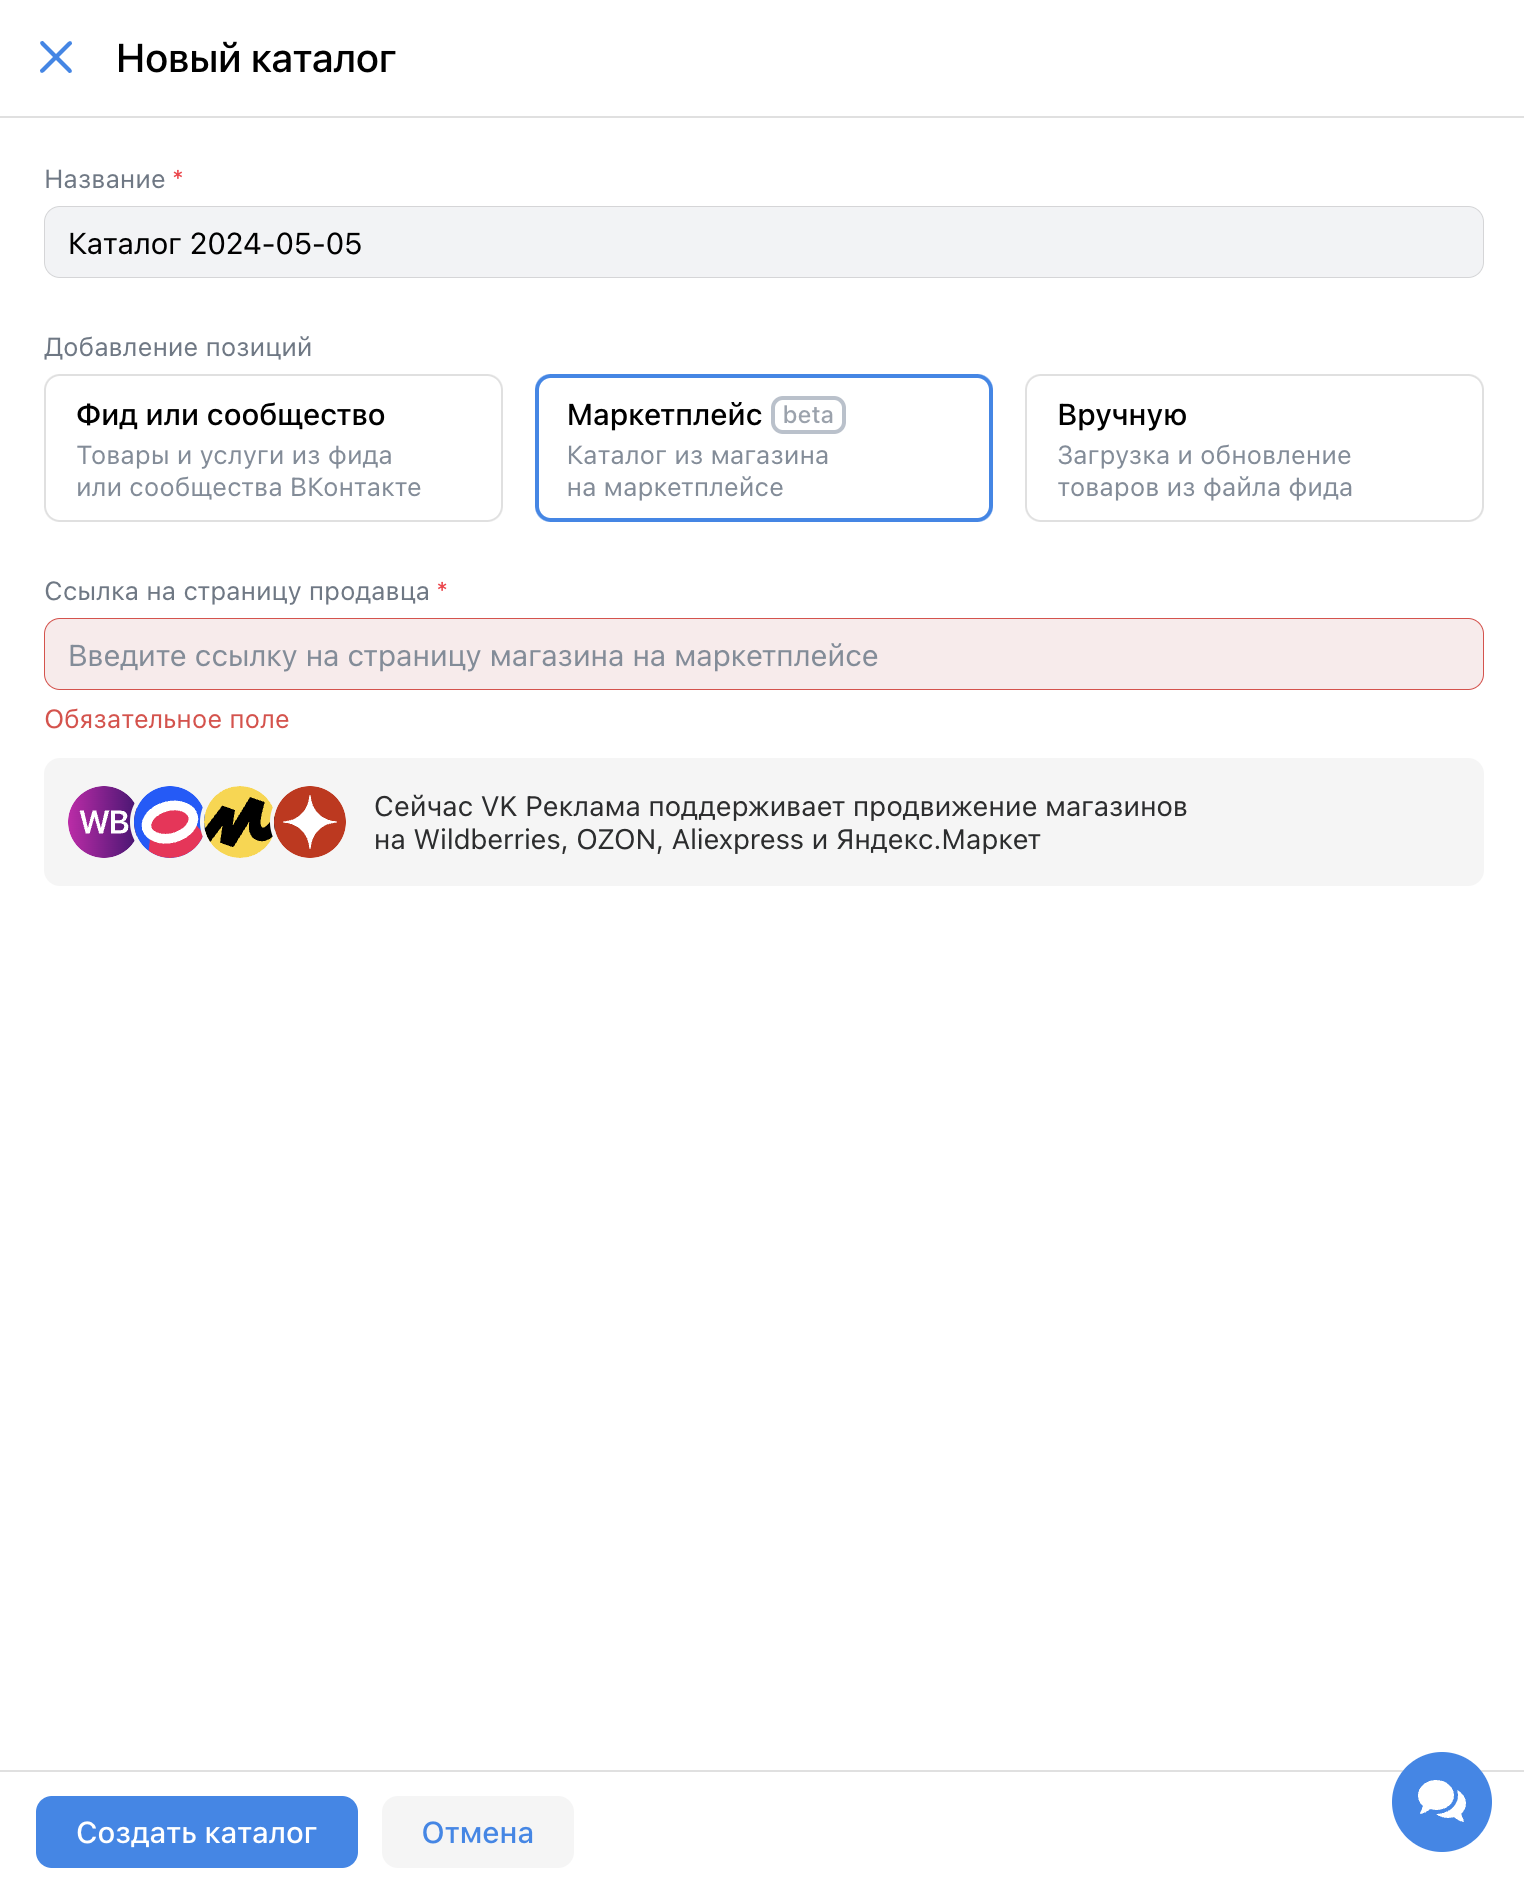 Новый каталог
Название *
Каталог 2024-05-05
Добавление позиций
Фид или сообщество
Товары и услуги из фида
или сообщества ВКонтакте
Маркетплейс beta
Каталог из магазина
на маркетплейсе
Вручную
Загрузка и обновление
товаров из файла фида
Ссылка на страницу продавца *
Введите ссылку на страницу магазина на маркетплейсе
Обязательное поле
WB
Сейчас VK Реклама поддерживает продвижение магазинов
на Wildberries, OZON, Aliexpress и Яндекс.Маркет
Создать каталог
Отмена